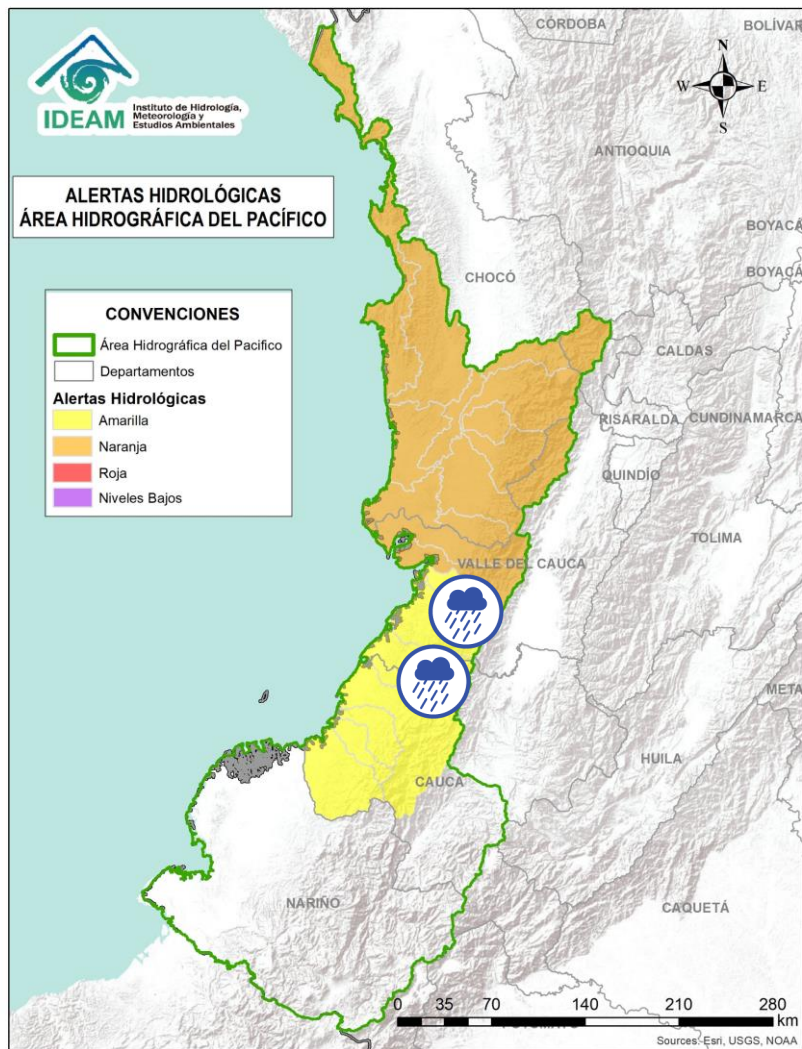 CÓRDOBA
BOLÍVAR
IDEAM
Instituto de Hidrología,
Meteorología y
Estudios Ambientales
N
W
E
S
ANTIOQUIA
ALERTAS HIDROLÓGICAS
ÁREA HIDROGRÁFICA DEL PACÍFICO
BOYACÁ
BOYACÁ
CHOCÓ
CONVENCIONES
Área Hidrográfica del Pacifico
Departamentos
Alertas Hidrológicas
Amarilla
Naranja
Roja
Niveles Bajos
CALDAS
RISARALDA
CUNDINAMARCA
QUINDÍO
TOLIMA
VALLE DEL CAUCA
META
HUILA
CAUCA
NARIÑO
CAQUETÁ
0 35 70 140 210 280
km
Sources: Esri, USGS, NOAA